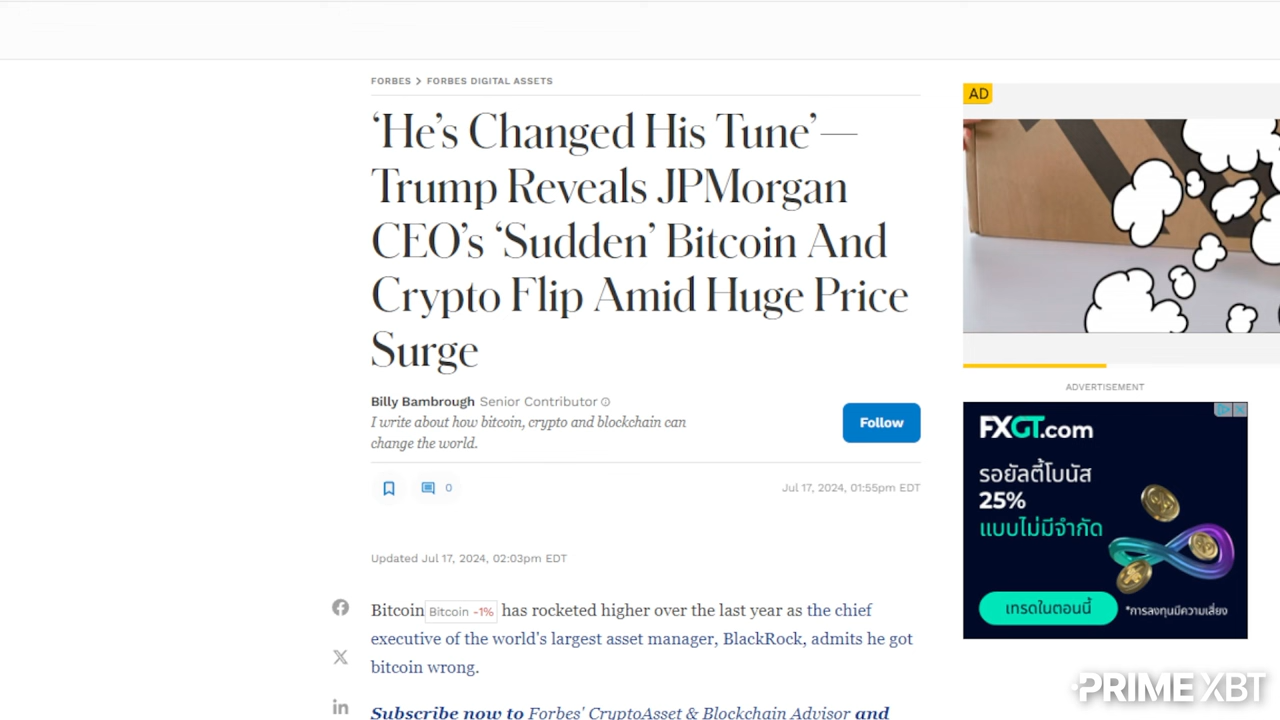 FORBES > FORBES DIGITAL ASSETS
‘He’s Changed His Tune’—
Trump Reveals JPMorgan
CEO’s ‘Sudden’ Bitcoin And
Crypto Flip Amid Huge Price
Surge
Billy Bambrough Senior Contributor
I write about how bitcoin, crypto and blockchain can
change the world.
Follow
0
Jul 17, 2024, 01:55pm EDT
Updated Jul 17, 2024, 02:03pm EDT
Bitcoin Bitcoin -1% has rocketed higher over the last year as the chief
executive of the world's largest asset manager, BlackRock, admits he got
bitcoin wrong.
Subscribe now to Forbes' CryptoAsset & Blockchain Advisor and
AD
ADVERTISEMENT
FXGT.com
รอยัลตี้โบนัส
25%
แบบไม่มีจำกัด
เทรดในตอนนี้
*การลงทุนมีความเสี่ยง
PRIME XBT